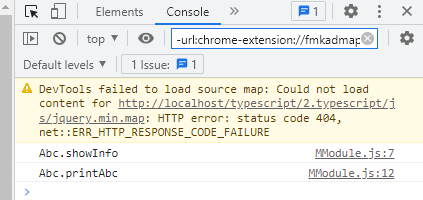 Elements Console » 1
top ▼ -url:chrome-extension://fmkadmap
Default levels ▼ 1 Issue: 1
DevTools failed to load source map: Could not load
content for http://localhost/typescript/2.typescript/j
s/jquery.min.map: HTTP error: status code 404,
net::ERR_HTTP_RESPONSE_CODE_FAILURE
Abc.showInfo MModule.js:7
Abc.printAbc MModule.js:12